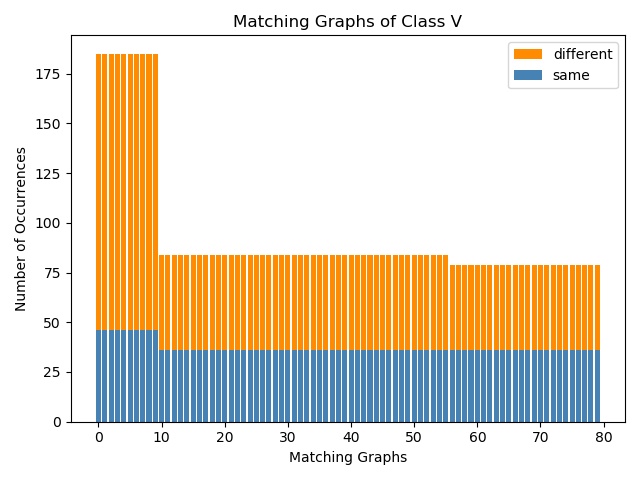 Matching Graphs of Class V
different
same
Number of Occurrences
175
150
125
100
75
50
25
0
0 10 20 30 40 50 60 70 80
Matching Graphs